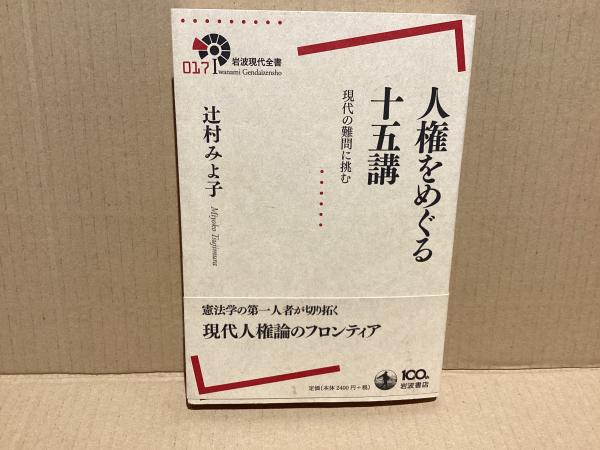 017
岩波現代全書
Iwanami Gendaizensho
人権をめぐる
十五講
現代の難問に挑む
辻村みよ子
Miyoko Tsujimura
憲法学の第一人者が切り拓く
現代人権論のフロンティア
定価(本体2400円+税)
100th
岩波書店